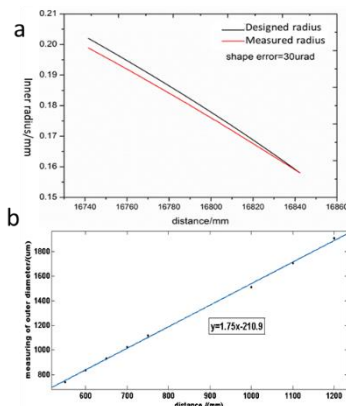 a
0.21
0.20
0.19
0.18
0.17
0.16
0.15
Inner radius/mm
Designed radius
Measured radius
shape error=30urad
16740 16760 16780 16800 16820 16840
distance/mm
b
1800
1600
1400
1200
1000
800
measuring of outer diameter/(um)
y=1.75x-210.9
600 700 800 900 1000 1100 1200
distance /(mm)